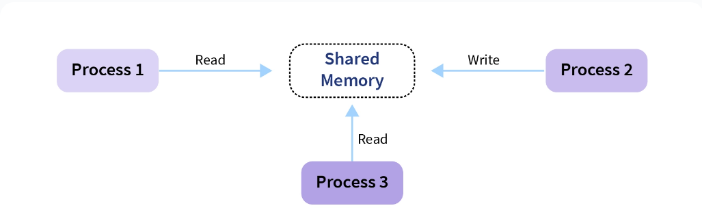 Process 1
Read
Shared
Memory
Write
Process 2
Read
Process 3